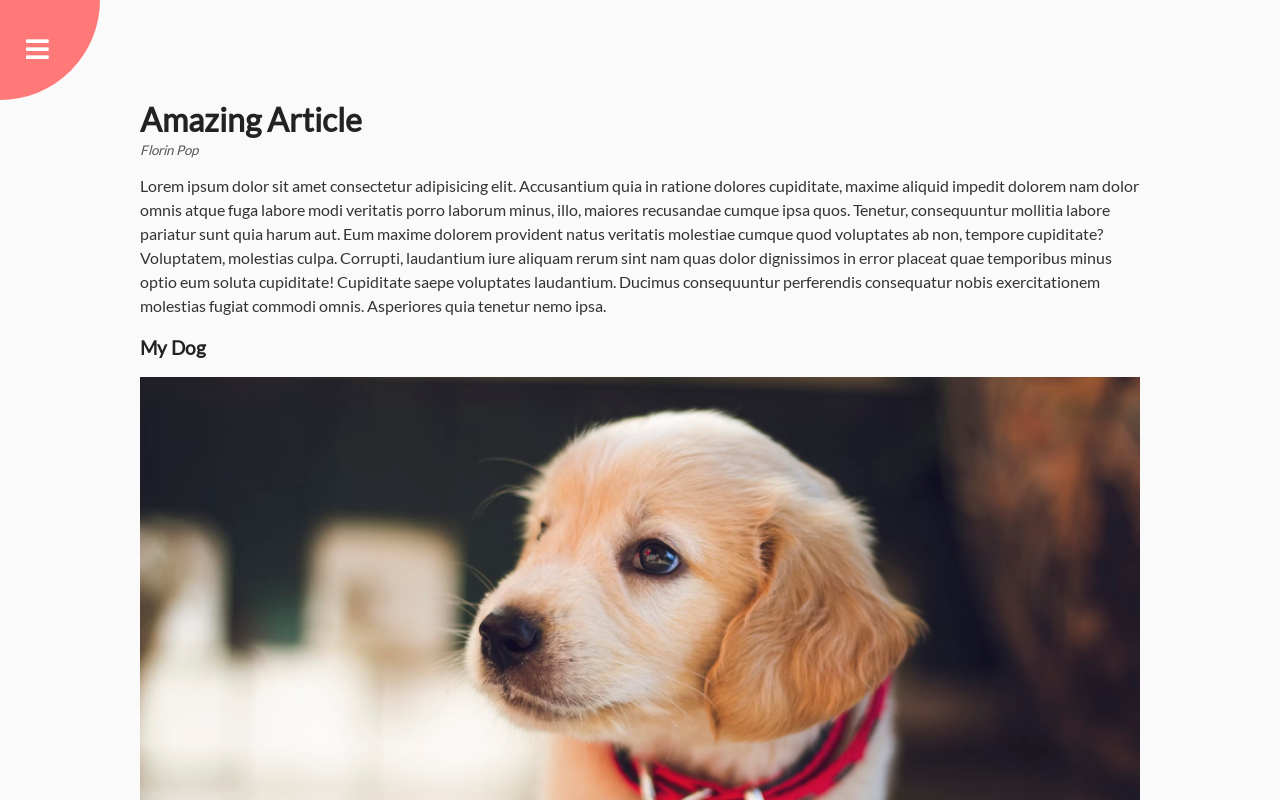 Amazing Article
Florin Pop
Lorem ipsum dolor sit amet consectetur adipisicing elit. Accusantium quia in ratione dolores cupiditate, maxime aliquid impedit dolorem nam dolor
omnis atque fuga labore modi veritatis porro laborum minus, illo, maiores recusandae cumque ipsa quos. Tenetur, consequuntur mollitia labore
pariatur sunt quia harum aut. Eum maxime dolorem provident natus veritatis molestiae cumque quod voluptates ab non, tempore cupiditate?
Voluptatem, molestias culpa. Corrupti, laudantium iure aliquam rerum sint nam quas dolor dignissimos in error placeat quae temporibus minus
optio eum soluta cupiditate! Cupiditate saepe voluptates laudantium. Ducimus consequuntur perferendis consequatur nobis exercitationem
molestias fugiat commodi omnis. Asperiores quia tenetur nemo ipsa.
My Dog